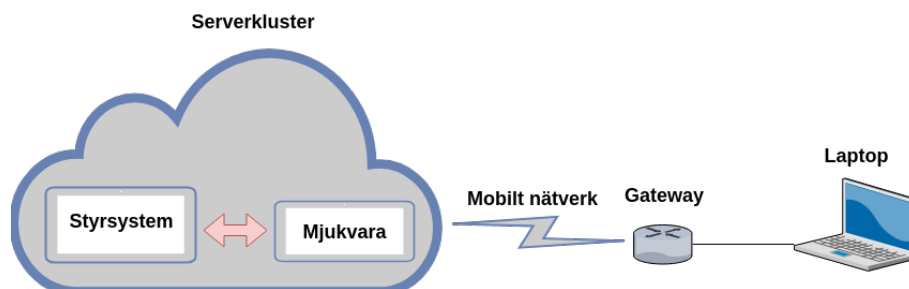 Serverkluster
Laptop
Mobilt nätverk
Gateway
Styrsystem
Mjukvara